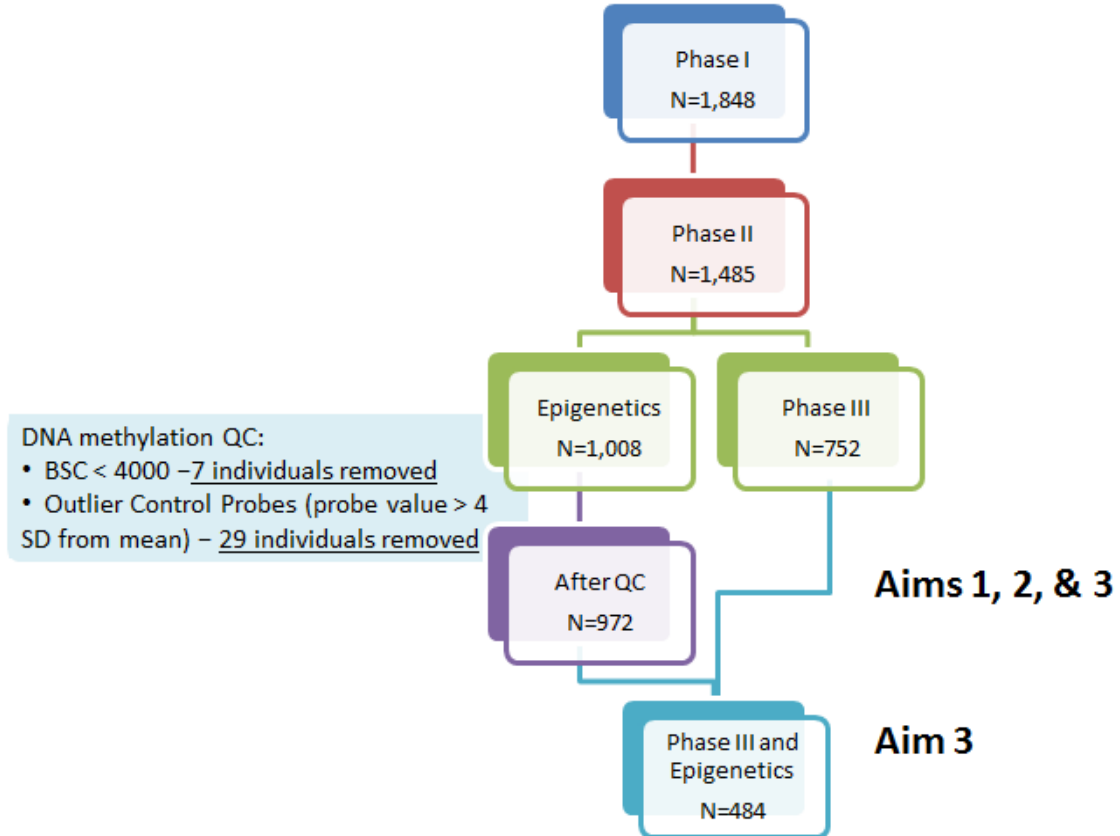 Phase I
N=1,848
Phase II
N=1,485
Epigenetics
N=1,008
Phase III
N=752
DNA methylation QC:
• BSC < 4000 –7 individuals removed
• Outlier Control Probes (probe value > 4
SD from mean) – 29 individuals removed
After QC
N=972
Aims 1, 2, & 3
Phase III and
Epigenetics
N=484
Aim 3